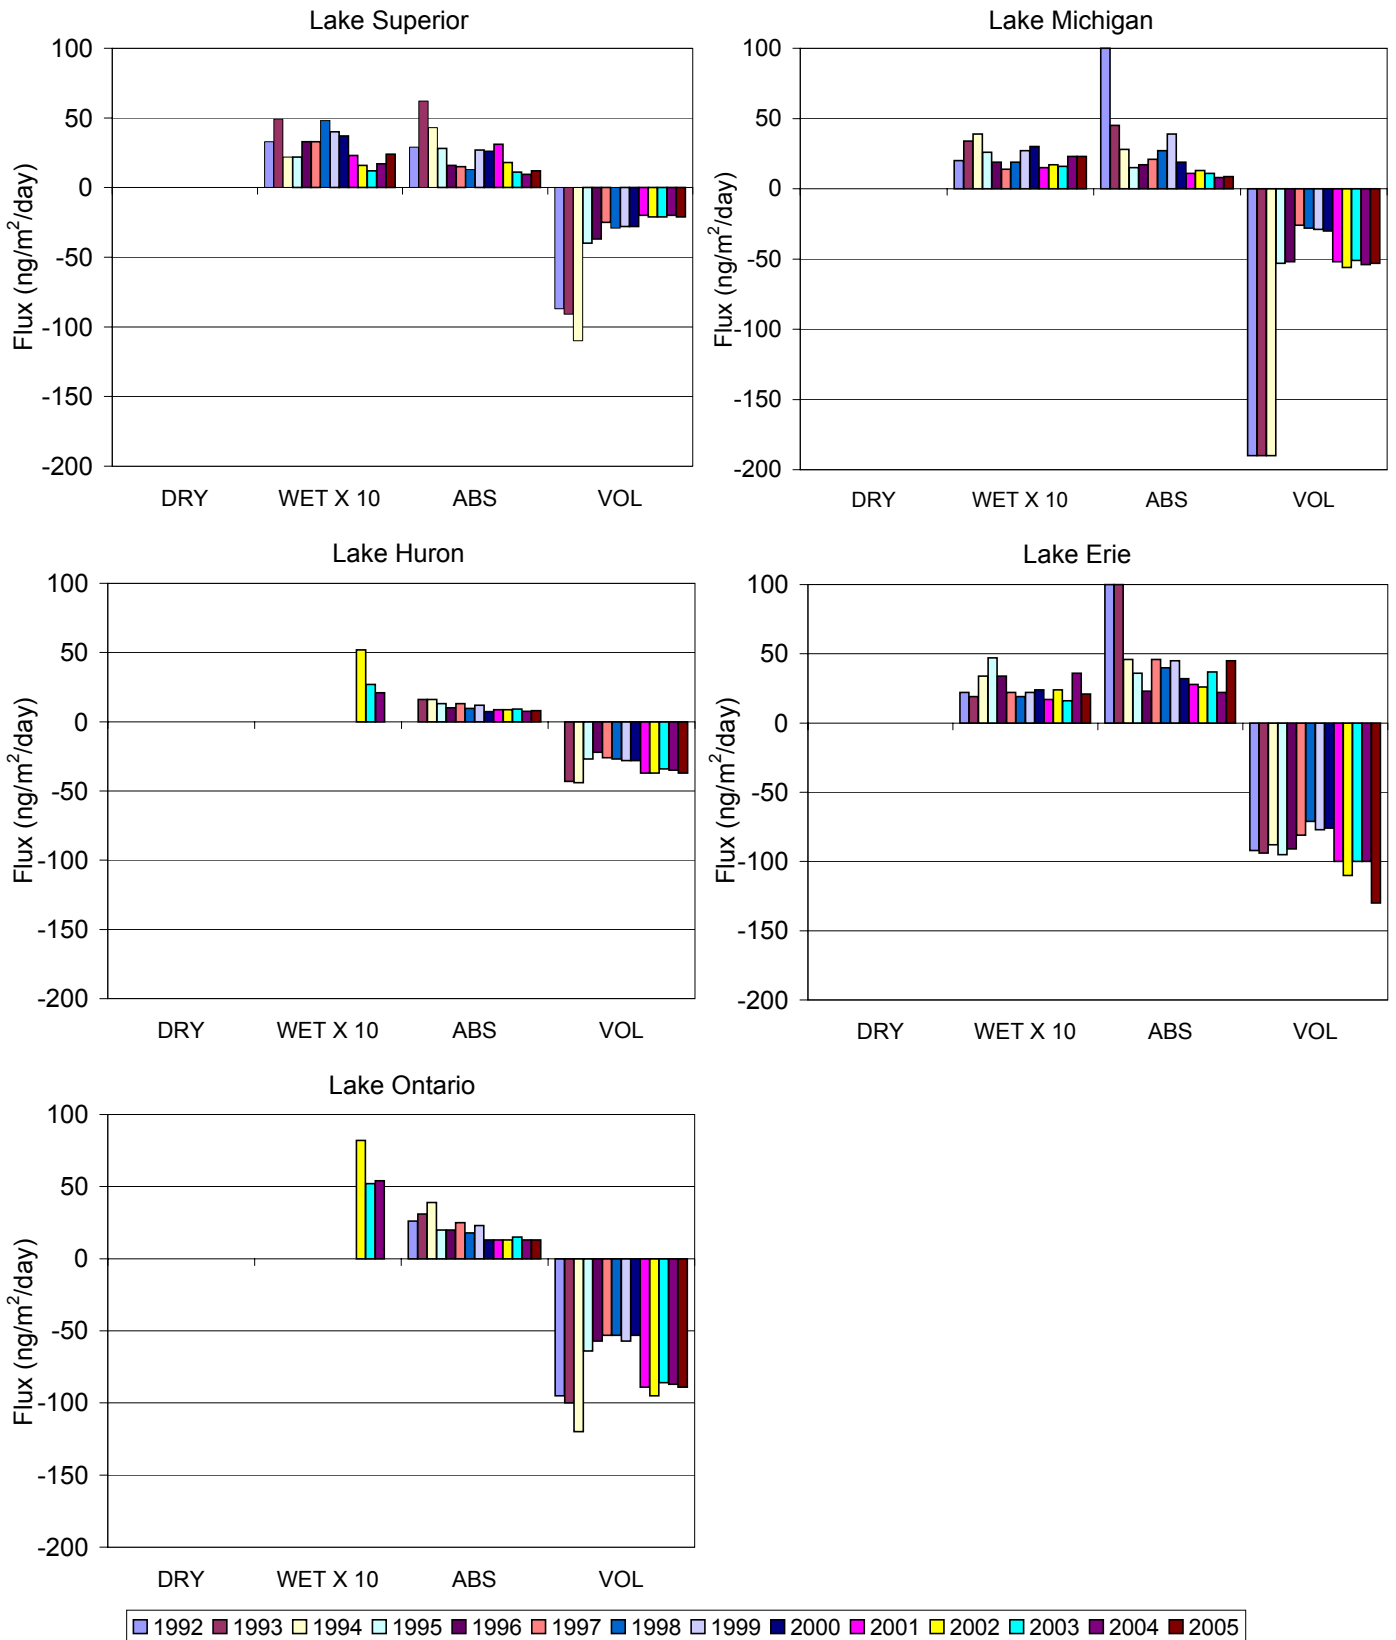 Lake Superior
100
50
0
-50
-100
-150
-200
Flux (ng/m²/day)
DRY WET X 10 ABS VOL
Lake Michigan
100
50
0
-50
-100
-150
-200
Flux (ng/m²/day)
DRY WET X 10 ABS VOL
Lake Huron
100
50
0
-50
-100
-150
-200
Flux (ng/m²/day)
DRY WET X 10 ABS VOL
Lake Erie
100
50
0
-50
-100
-150
-200
Flux (ng/m²/day)
DRY WET X 10 ABS VOL
Lake Ontario
100
50
0
-50
-100
-150
-200
Flux (ng/m²/day)
DRY WET X 10 ABS VOL
1992 1993 1994 1995 1996 1997 1998 1999 2000 2001 2002 2003 2004 2005